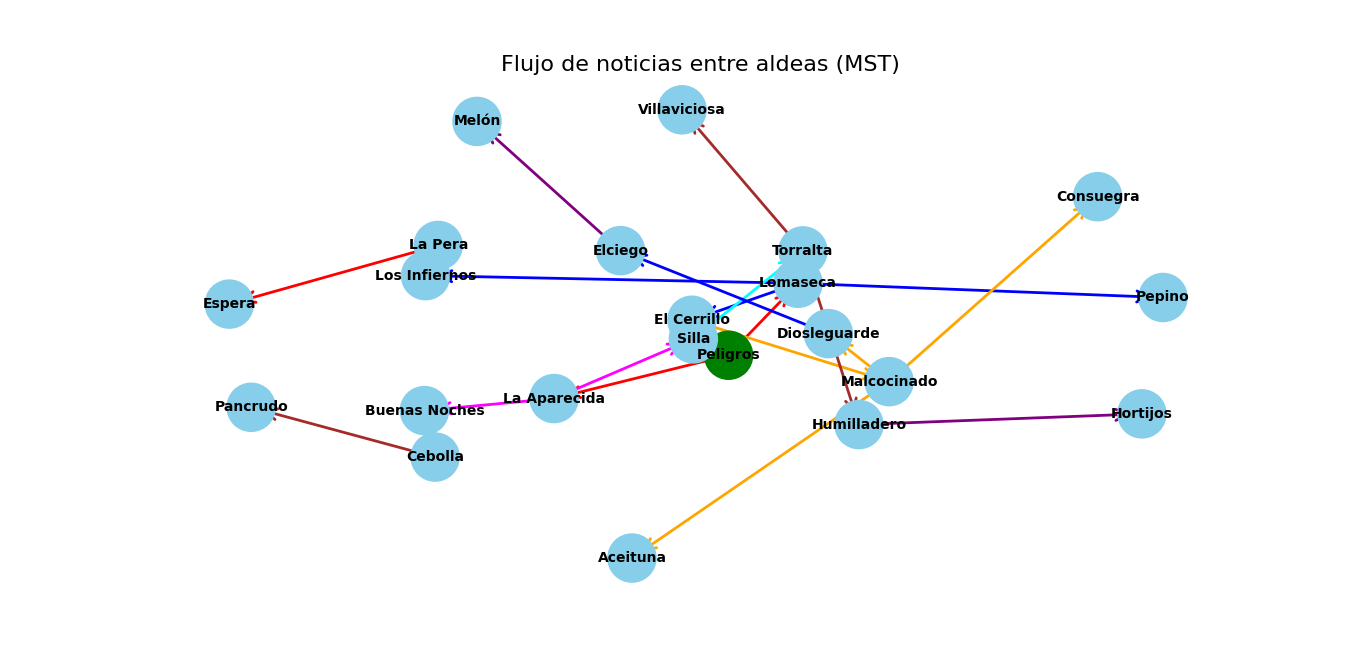 Flujo de noticias entre aldeas (MST)
Villaviciosa
Melón
Consuegra
La Pera
Elciego
Torralta
Los Infiernos
Lomaseca
Espera
Pepino
El Cerrillo
Diosleguarde
Silla
Peligros
Malcocinado
La Aparecida
Pancrudo
Buenas Noches
Hortijos
Humilladero
Cebolla
Aceituna